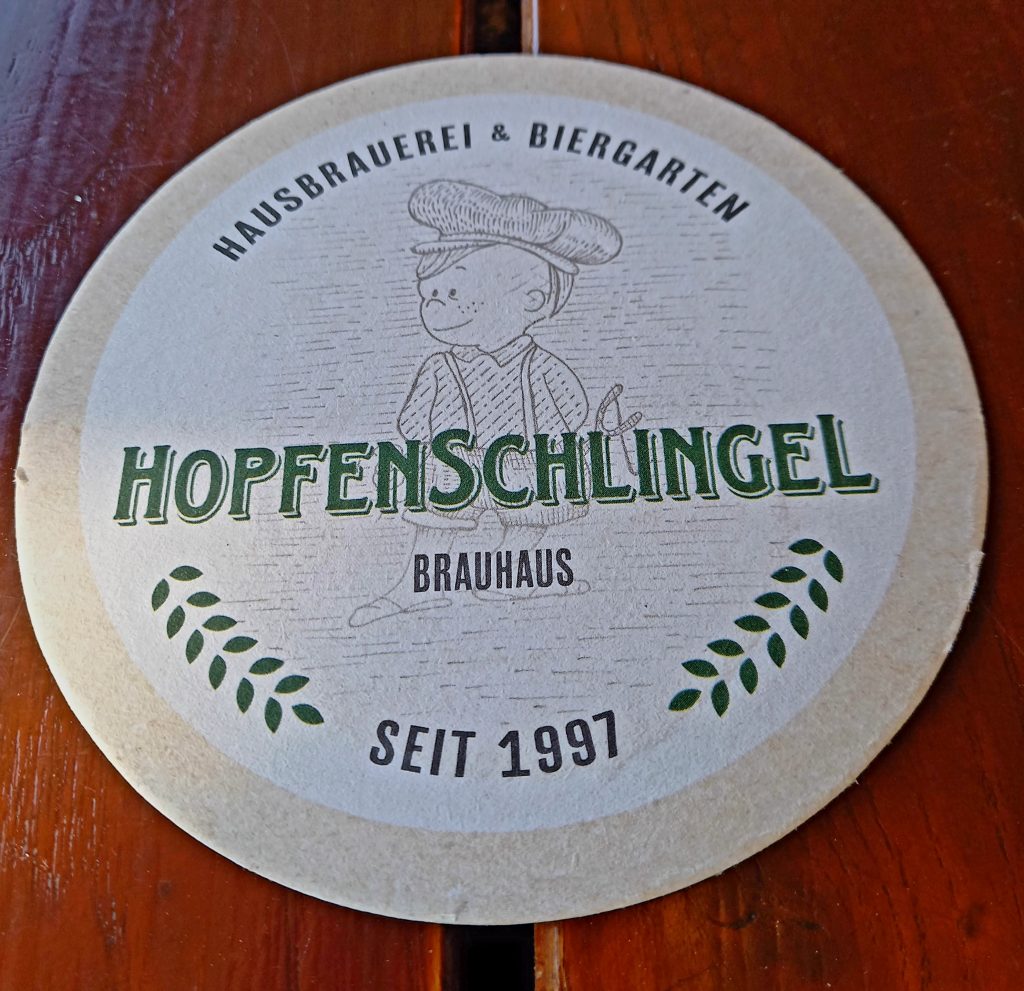 HAUSBRAUEREI & BIERGARTEN
HOPFENSCHLINGEL
BRAUHAUS
SEIT 1997